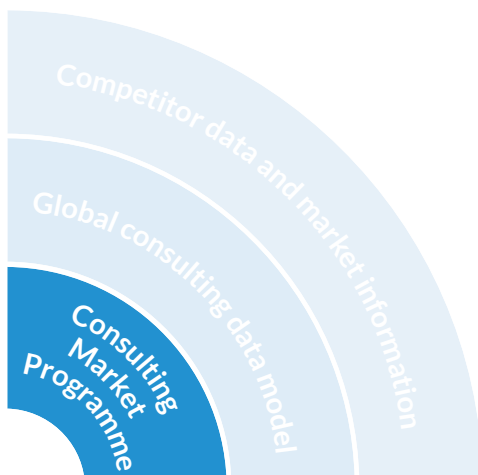 Competitor data and market information
Global consulting data model
Consulting
Market
Programme